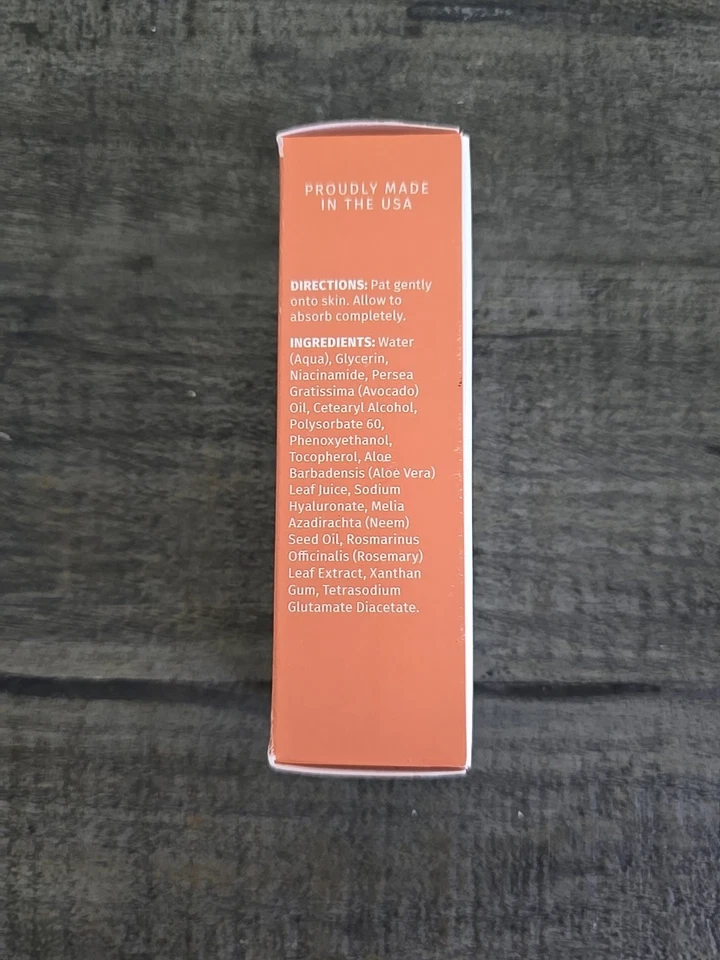 PROUDLY MADE
IN THE USA
DIRECTIONS: Pat gently
onto skin. Allow to
absorb completely.
INGREDIENTS: Water
(Aqua), Glycerin,
Niacinamide, Persea
Gratissima (Avocado)
Oil, Cetearyl Alcohol,
Polysorbate 60,
Phenoxyethanol,
Tocopherol, Aloe
Barbadensis (Aloe Vera)
Leaf Juice, Sodium
Hyaluronate, Melia
Azadirachta (Neem)
Seed Oil, Rosmarinus
Officinalis (Rosemary)
Leaf Extract, Xanthan
Gum, Tetrasodium
Glutamate Diacetate.